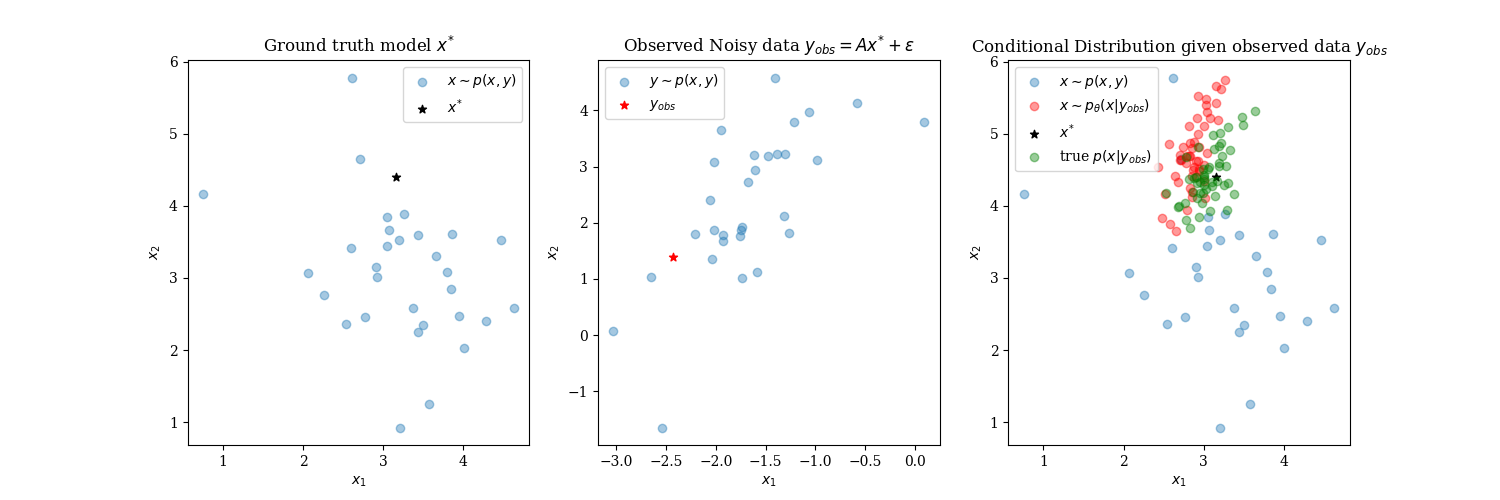 Ground truth model x*
x ~ p(x, y)
x*
6
5
4
3
2
1
x₂
1
2
3
4
x₁
Observed Noisy data y_obs = Ax* + ε
y ~ p(x, y)
y_obs
4
3
2
1
0
−1
x₂
−3.0
−2.5
−2.0
−1.5
−1.0
−0.5
0.0
x₁
Conditional Distribution given observed data y_obs
x ~ p(x, y)
x ~ p_θ(x|y_obs)
x*
true p(x|y_obs)
6
5
4
3
2
1
x₂
1
2
3
4
x₁